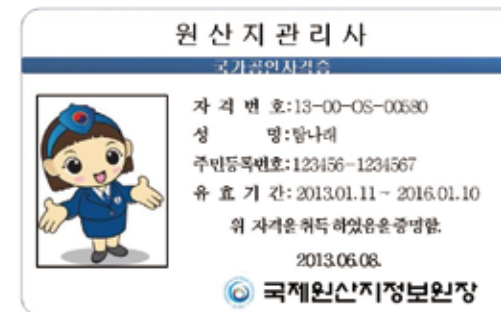 원산지관리사
국가공인자격증
자 격 번 호:13-00-OS-00580
성 명:탐나래
주민등록번호:123456-1234567
유 효 기 간:2013.01.11 ~ 2016.01.10
위 자격을 취득 하였음을 증명함.
2013.06.08.
국제원산지정보원장